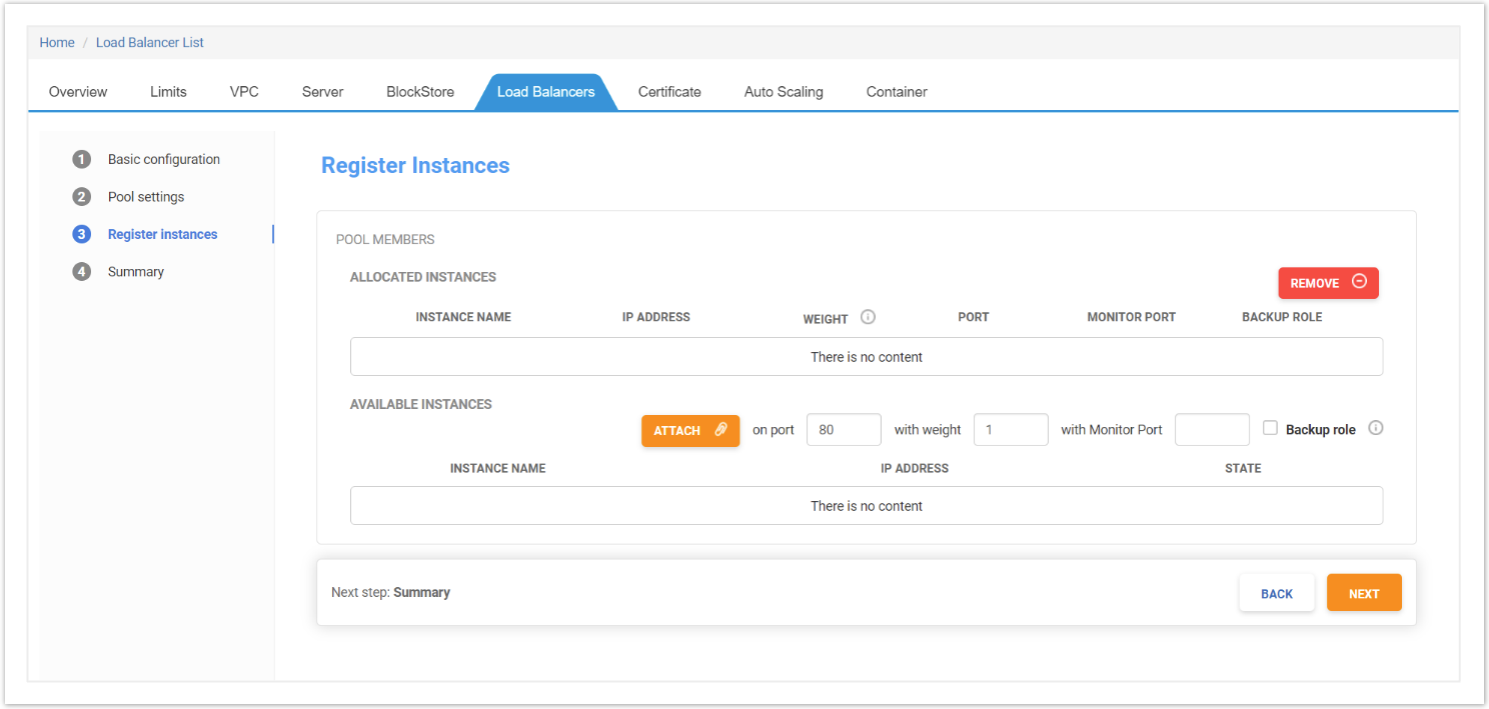 Home / Load Balancer List
Overview Limits VPC Server BlockStore Load Balancers Certificate Auto Scaling Container
1 Basic configuration
2 Pool settings
3 Register instances
4 Summary
Register Instances
POOL MEMBERS
ALLOCATED INSTANCES
REMOVE
INSTANCE NAME IP ADDRESS WEIGHT PORT MONITOR PORT BACKUP ROLE
There is no content
AVAILABLE INSTANCES
ATTACH on port 80 with weight 1 with Monitor Port Backup role
INSTANCE NAME IP ADDRESS STATE
There is no content
Next step: Summary
BACK NEXT